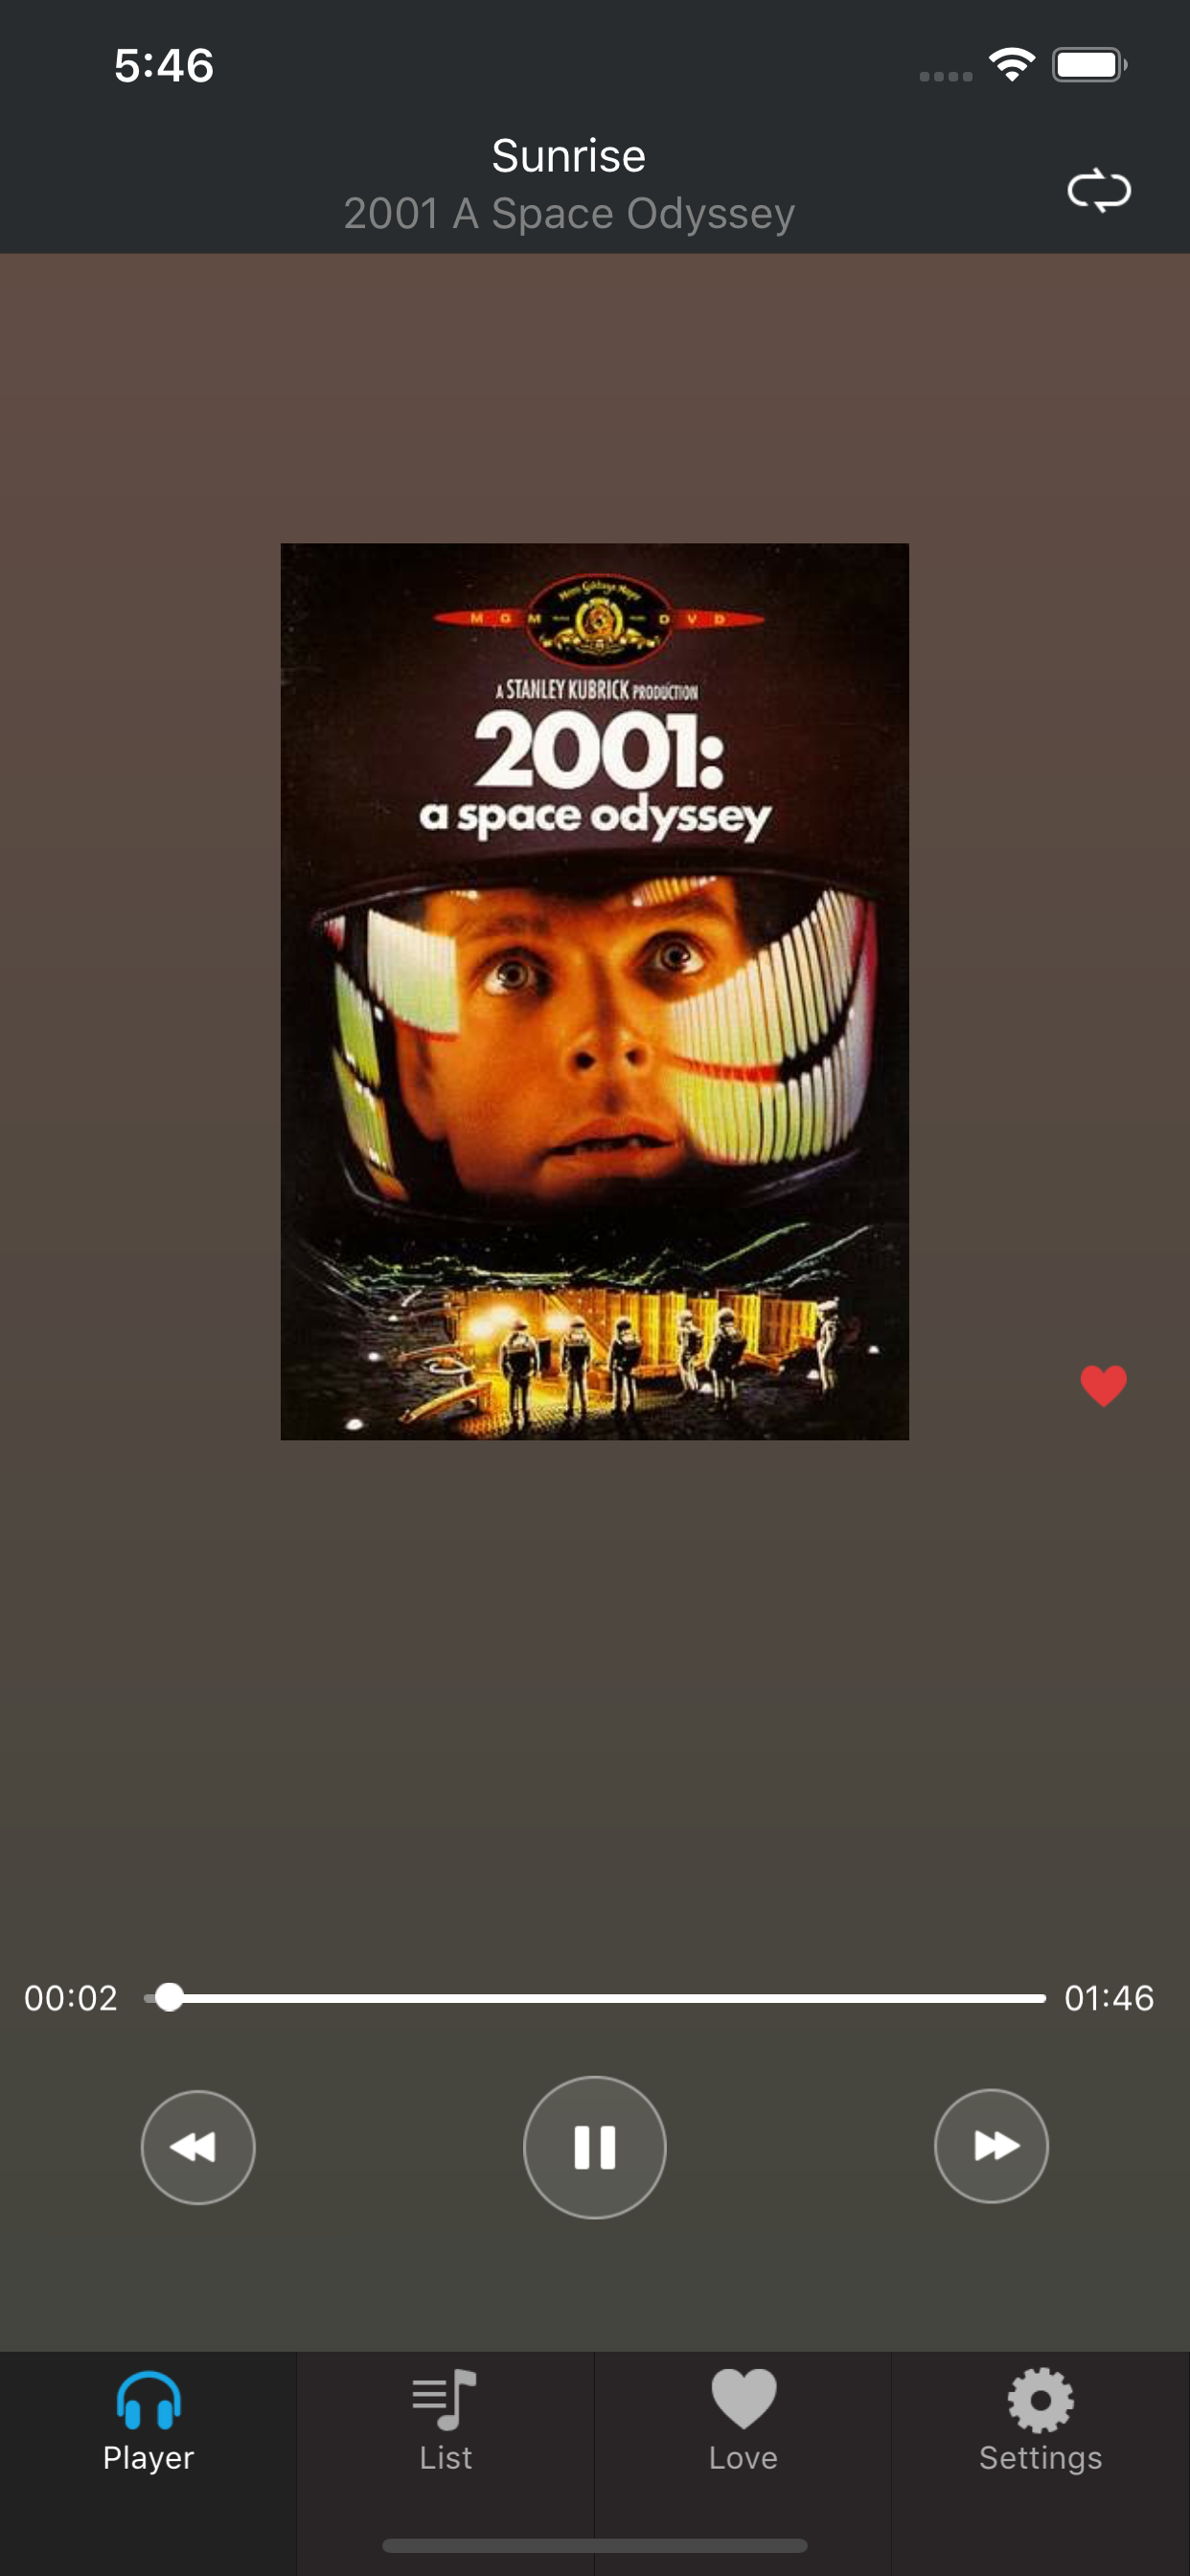 5:46
Sunrise
2001 A Space Odyssey
M G M D V D
A STANLEY KUBRICK PRODUCTION
2001:
a space odyssey
00:02
01:46
Player
List
Love
Settings